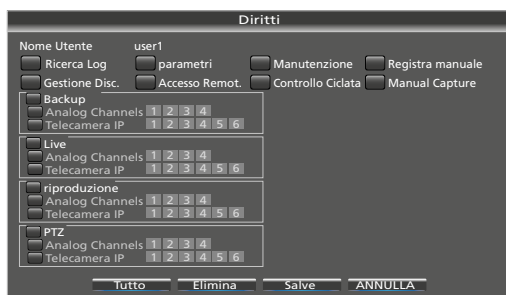 Diritti
Nome Utente user1
Ricerca Log parametri Manutenzione Registra manuale
Gestione Disc. Accesso Remot. Controllo Ciclata Manual Capture
Backup
Analog Channels 1 2 3 4
Telecamera IP 1 2 3 4 5 6
Live
Analog Channels 1 2 3 4
Telecamera IP 1 2 3 4 5 6
riproduzione
Analog Channels 1 2 3 4
Telecamera IP 1 2 3 4 5 6
PTZ
Analog Channels 1 2 3 4
Telecamera IP 1 2 3 4 5 6
Tutto Elimina Salve ANNULLA